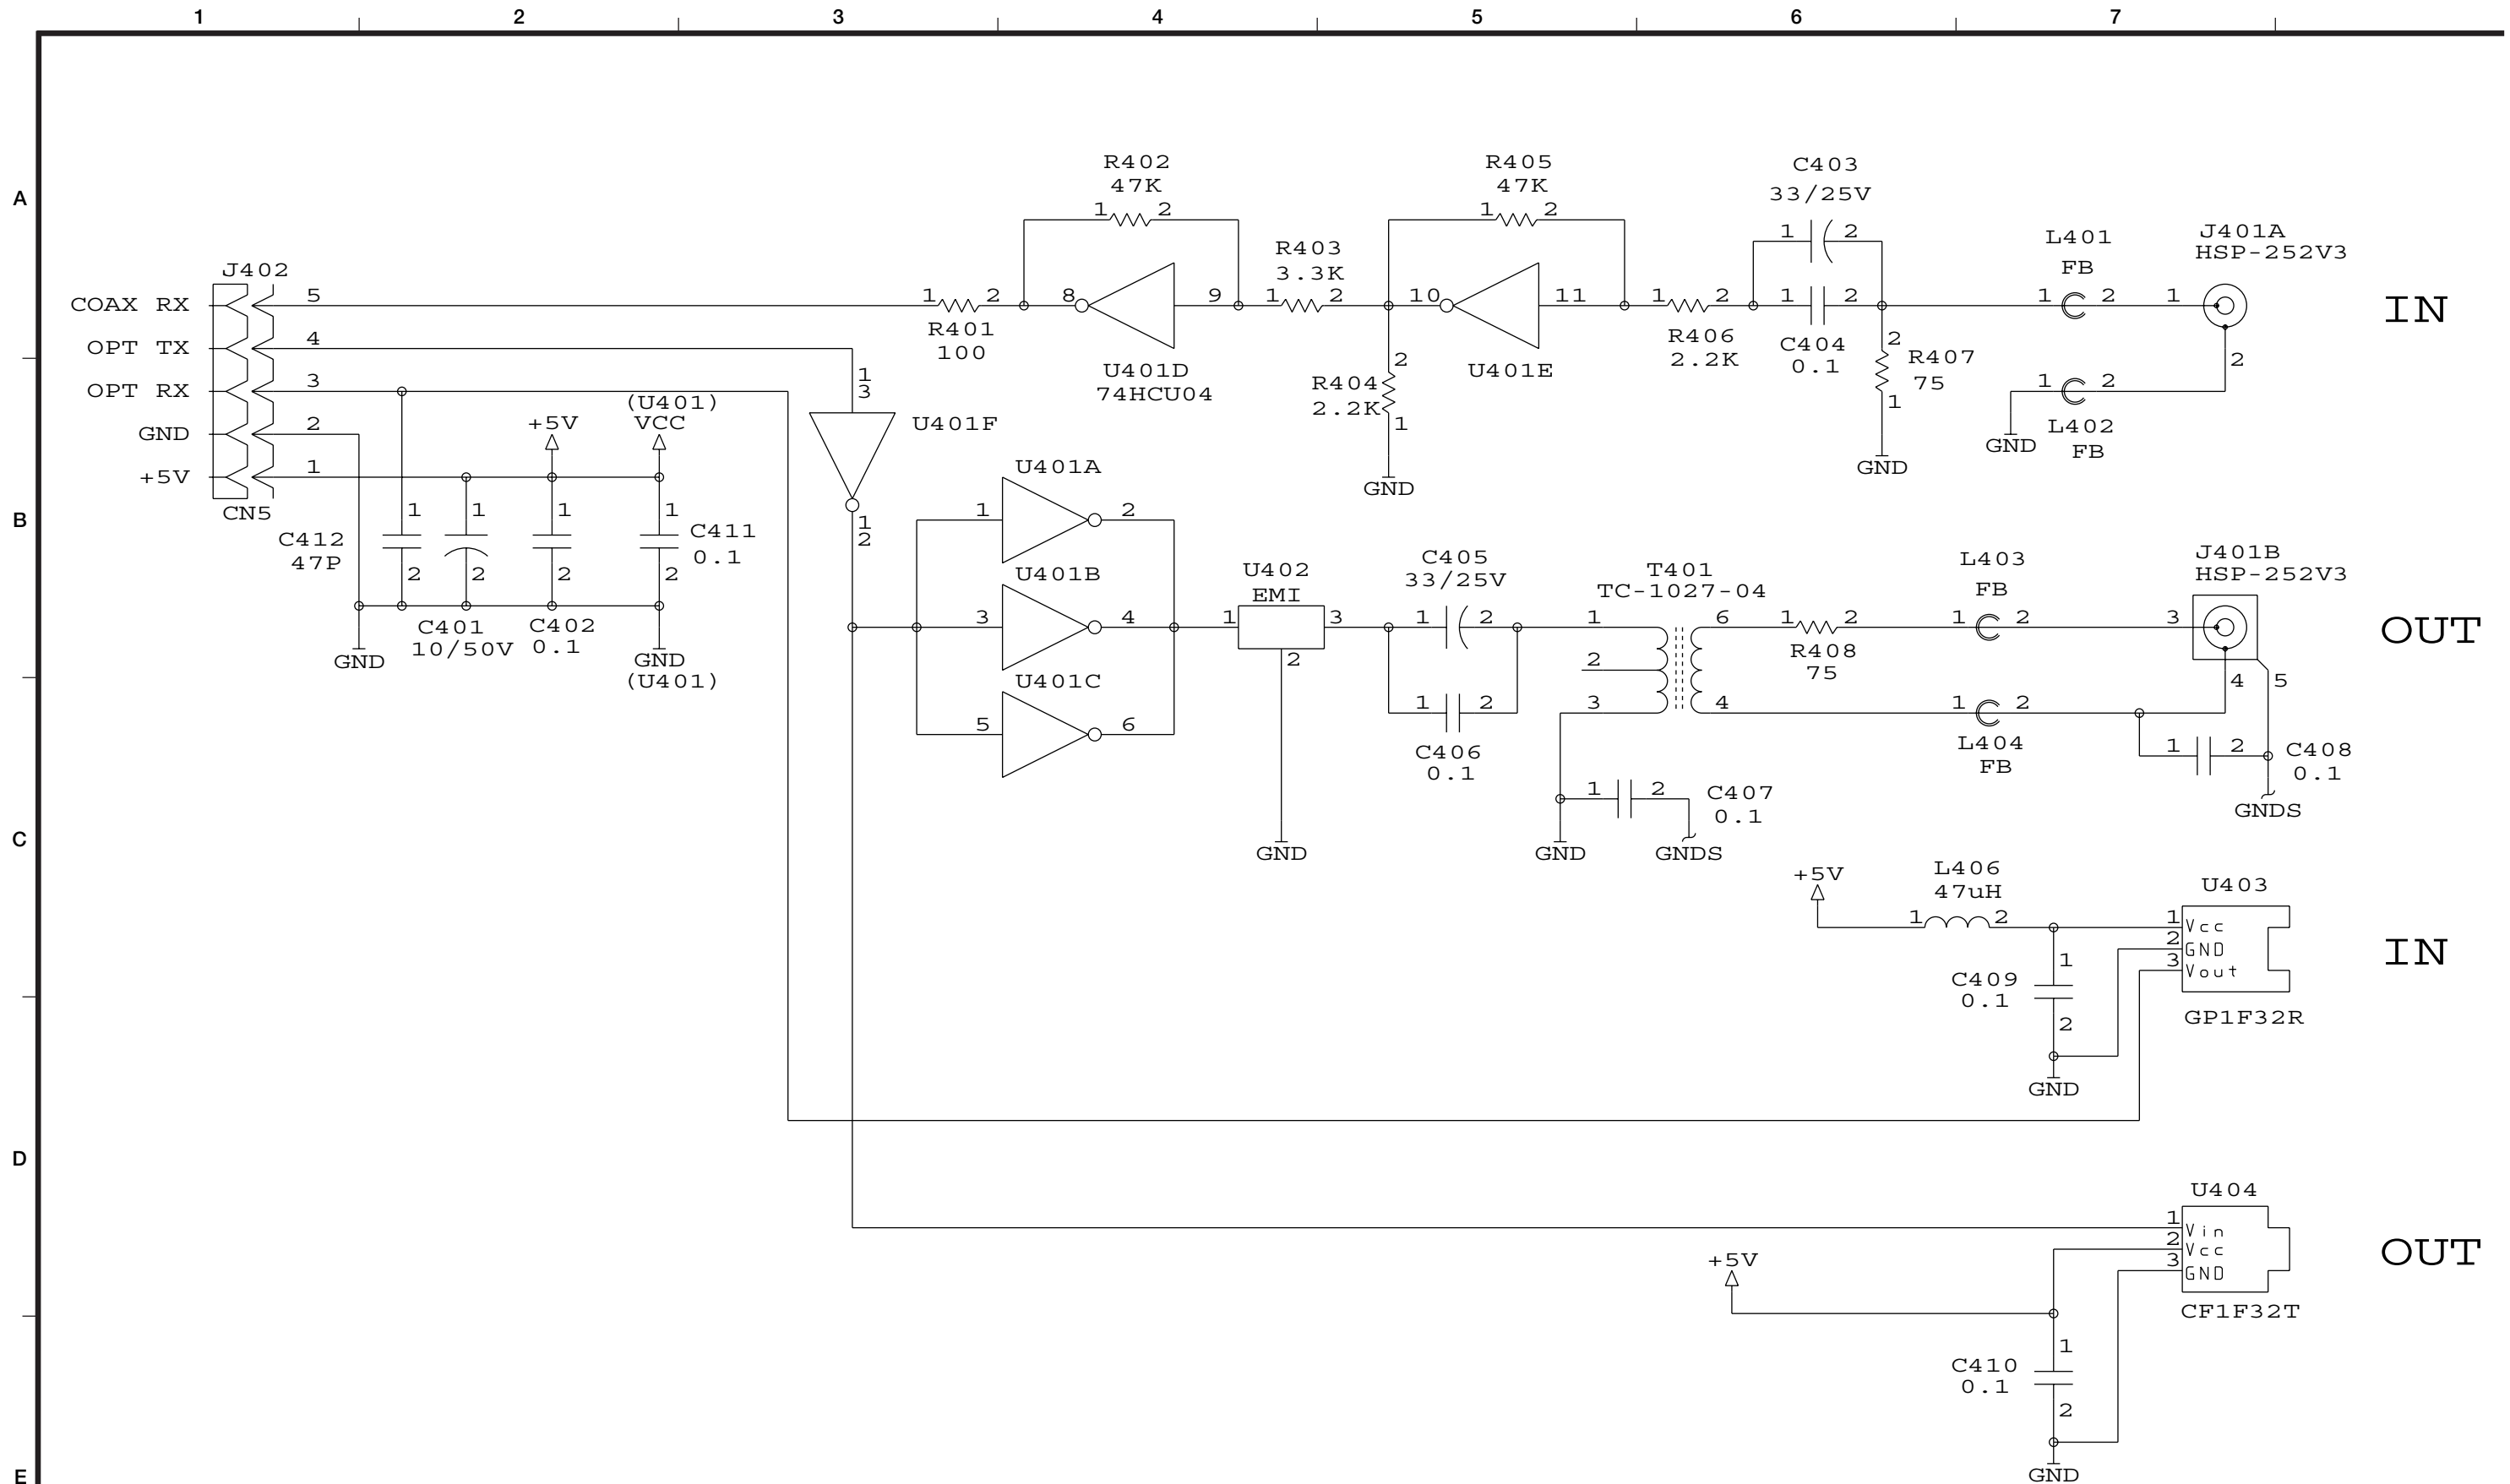 1 2 3 4 5 6 7
A
B
C
D
E
J402
COAX RX 5
OPT TX 4
OPT RX 3
GND 2
+5V 1
CN5
R402
47K
1 2
R401
100
1 2
8 9
U401D
74HCU04
R403
3.3K
1 2
R405
47K
1 2
10 11
U401E
R404
2.2K
2
1
GND
R406
2.2K
1 2
C403
33/25V
1 2
1 2
C404
0.1
2
R407
75
1
GND
L401
FB
1 2
J401A
HSP-252V3
1
2
1 2
L402
FB
GND
IN
C412
47P
1
2
GND
C401
10/50V
1
2
+5V
C402
0.1
1
2
(U401)
VCC
C411
0.1
1
2
GND
(U401)
1
3
U401F
1
2
U401A
1 2
U401B
3 4
U401C
5 6
U402
EMI
1 3
2
GND
C405
33/25V
1 2
1 2
C406
0.1
T401
TC-1027-04
1 6
2
3 4
1 2
C407
0.1
GND
GNDS
1 2
R408
75
L403
FB
1 2
J401B
HSP-252V3
3
4 5
1 2
L404
FB
1 2
C408
0.1
GNDS
OUT
+5V
L406
47uH
1 2
U403
1 Vcc
2 GND
3 Vout
GP1F32R
C409
0.1
1
2
GND
IN
U404
1 Vin
2 Vcc
3 GND
CF1F32T
+5V
C410
0.1
1
2
GND
OUT